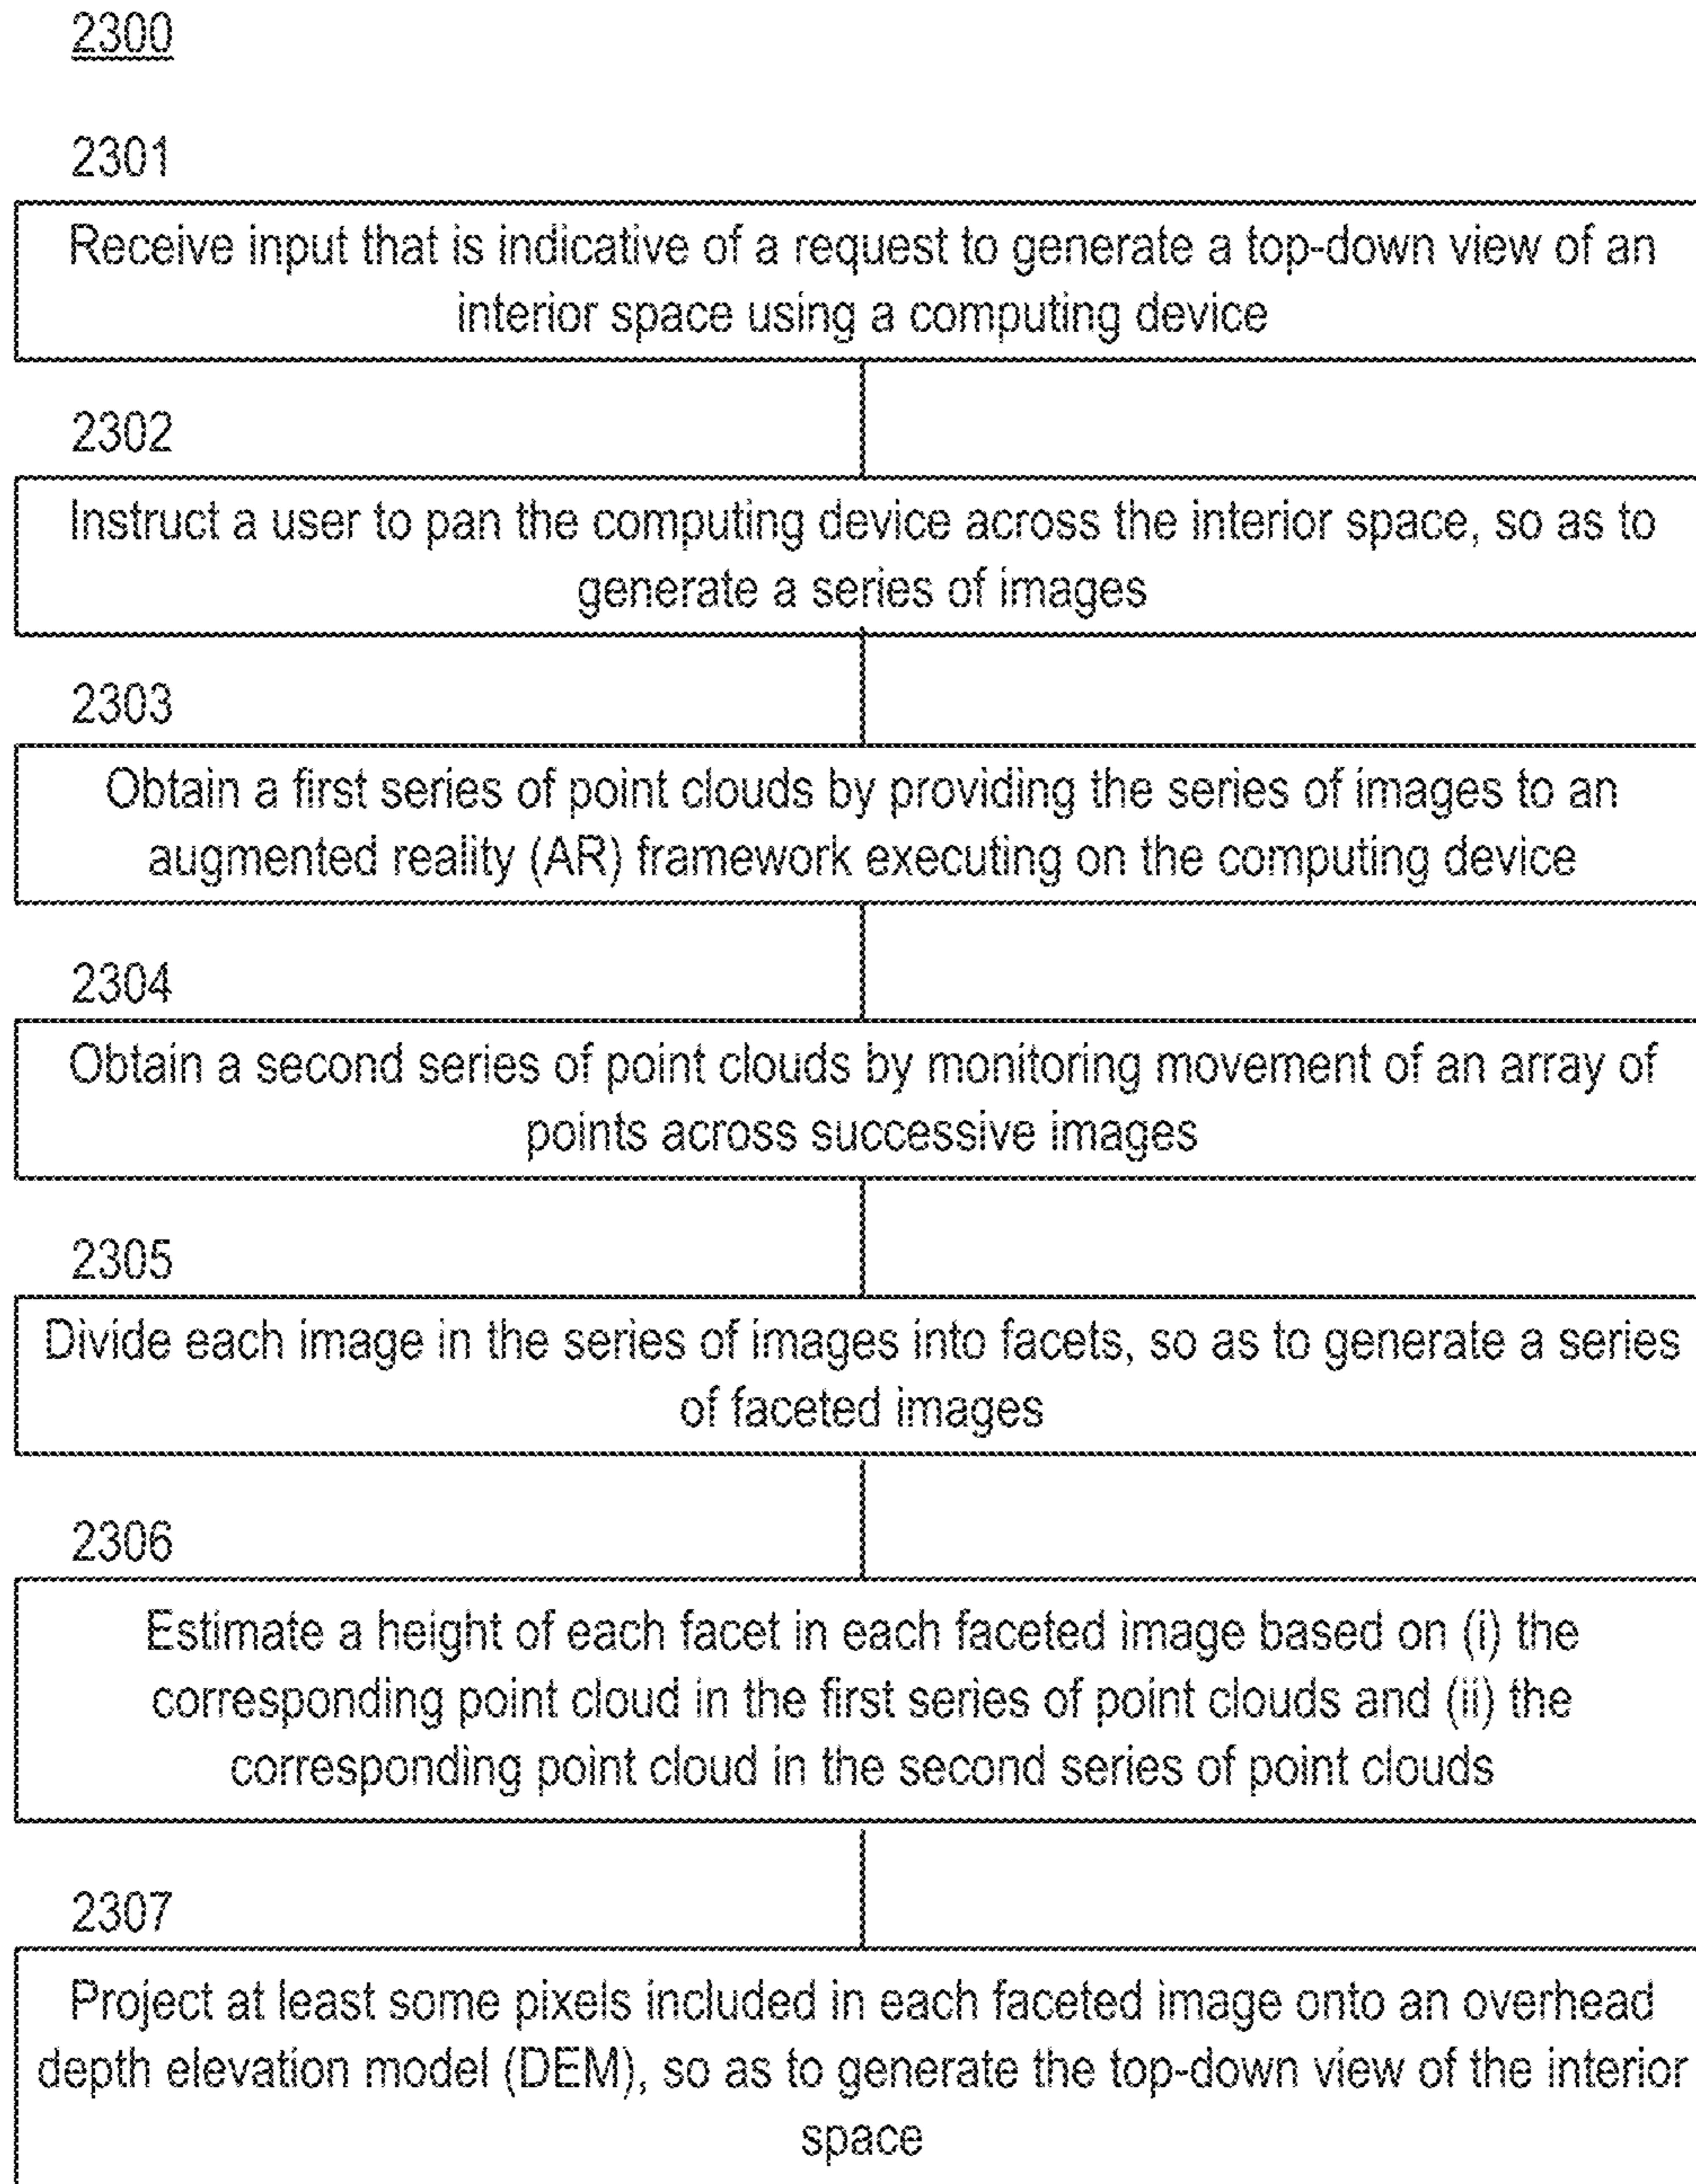 2300
2301
Receive input that is indicative of a request to generate a top-down view of an
interior space using a computing device
2302
Instruct a user to pan the computing device across the interior space, so as to
generate a series of images
2303
Obtain a first series of point clouds by providing the series of images to an
augmented reality (AR) framework executing on the computing device
2304
Obtain a second series of point clouds by monitoring movement of an array of
points across successive images
2305
Divide each image in the series of images into facets, so as to generate a series
of faceted images
2306
Estimate a height of each facet in each faceted image based on (i) the
corresponding point cloud in the first series of point clouds and (ii) the
corresponding point cloud in the second series of point clouds
2307
Project at least some pixels included in each faceted image onto an overhead
depth elevation model (DEM), so as to generate the top-down view of the interior
space